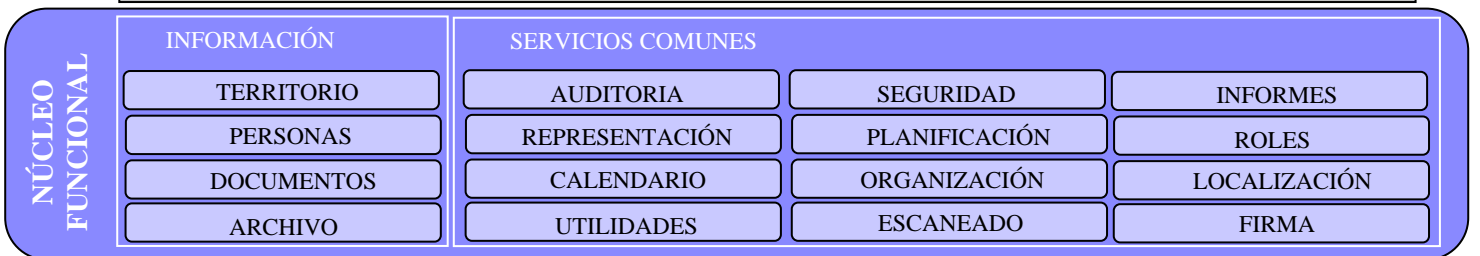 NÚCLEO
FUNCIONAL
INFORMACIÓN
TERRITORIO
PERSONAS
DOCUMENTOS
ARCHIVO
SERVICIOS COMUNES
AUDITORIA SEGURIDAD INFORMES
REPRESENTACIÓN PLANIFICACIÓN ROLES
CALENDARIO ORGANIZACIÓN LOCALIZACIÓN
UTILIDADES ESCANEADO FIRMA